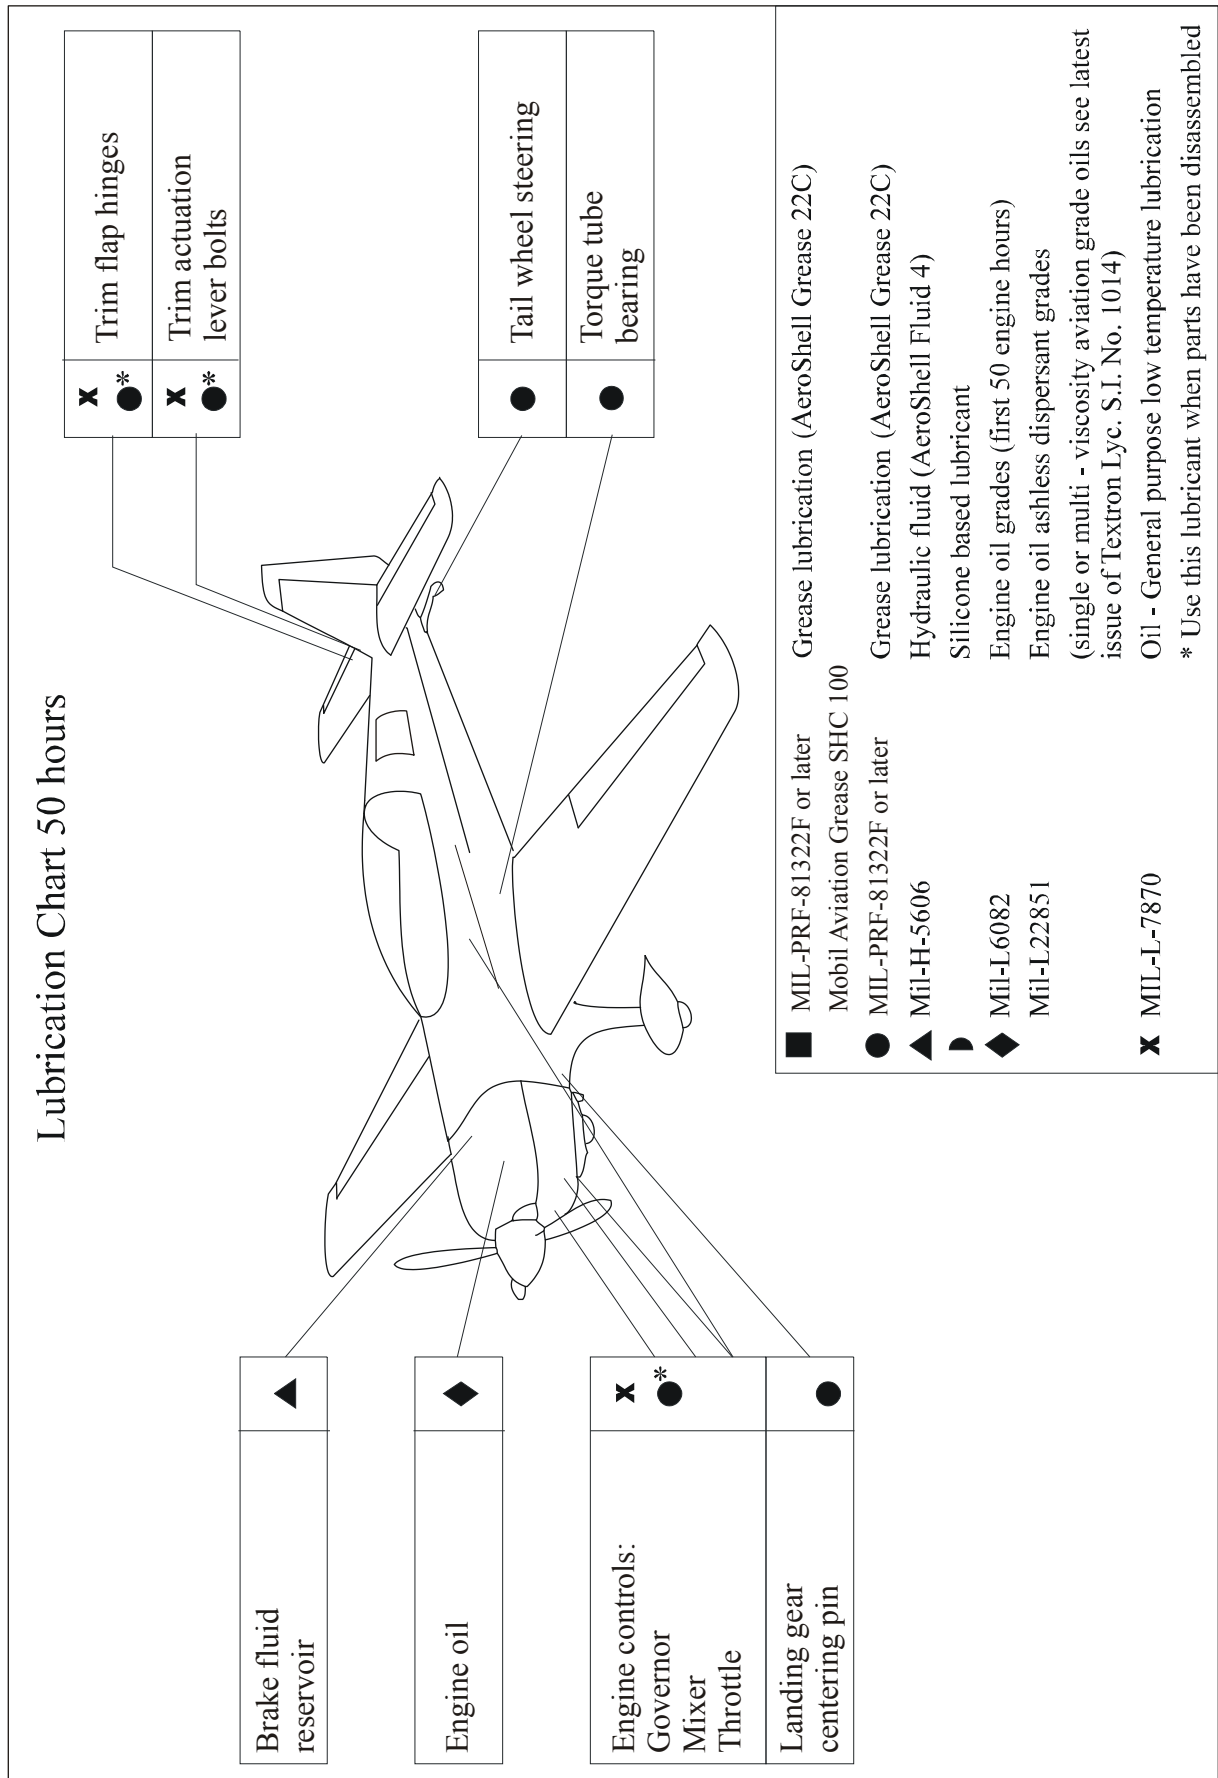 Lubrication Chart 50 hours
Brake fluid
reservoir
Engine oil
Engine controls:
Governor
Mixer
Throttle
x
*
Landing gear
centering pin
x
*
Trim flap hinges
x
*
Trim actuation
lever bolts
Tail wheel steering
Torque tube
bearing
MIL-PRF-81322F or later Grease lubrication (AeroShell Grease 22C)
Mobil Aviation Grease SHC 100
MIL-PRF-81322F or later Grease lubrication (AeroShell Grease 22C)
Mil-H-5606 Hydraulic fluid (AeroShell Fluid 4)
Silicone based lubricant
Mil-L6082 Engine oil grades (first 50 engine hours)
Mil-L22851 Engine oil ashless dispersant grades
(single or multi - viscosity aviation grade oils see latest
issue of Textron Lyc. S.I. No. 1014)
x MIL-L-7870 Oil - General purpose low temperature lubrication
* Use this lubricant when parts have been disassembled